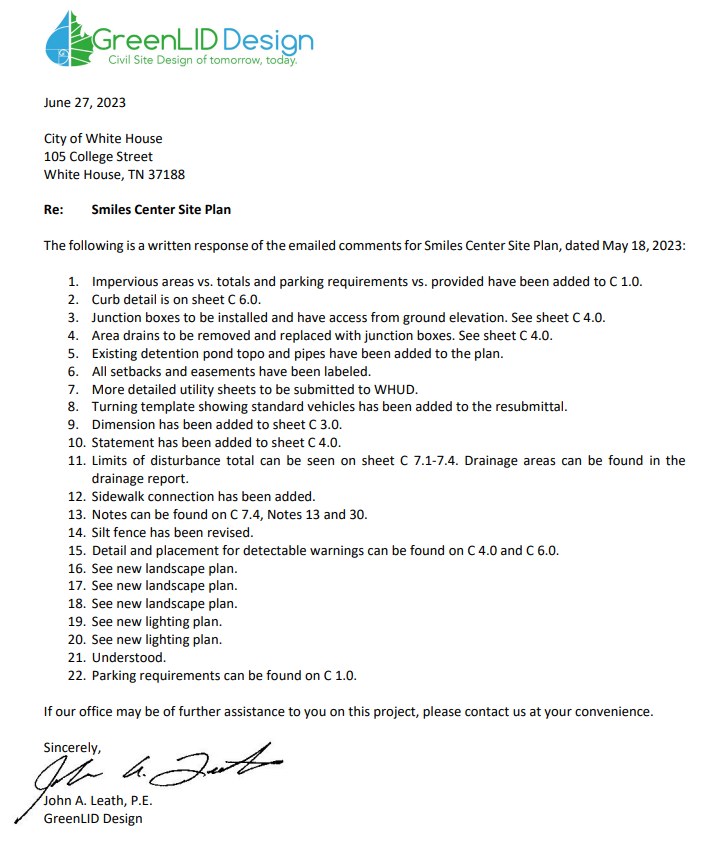 GreenLID Design
Civil Site Design of tomorrow, today.
June 27, 2023
City of White House
105 College Street
White House, TN 37188
Re: Smiles Center Site Plan
The following is a written response of the emailed comments for Smiles Center Site Plan, dated May 18, 2023:
1. Impervious areas vs. totals and parking requirements vs. provided have been added to C 1.0.
2. Curb detail is on sheet C 6.0.
3. Junction boxes to be installed and have access from ground elevation. See sheet C 4.0.
4. Area drains to be removed and replaced with junction boxes. See sheet C 4.0.
5. Existing detention pond topo and pipes have been added to the plan.
6. All setbacks and easements have been labeled.
7. More detailed utility sheets to be submitted to WHUD.
8. Turning template showing standard vehicles has been added to the resubmittal.
9. Dimension has been added to sheet C 3.0.
10. Statement has been added to sheet C 4.0.
11. Limits of disturbance total can be seen on sheet C 7.1-7.4. Drainage areas can be found in the
drainage report.
12. Sidewalk connection has been added.
13. Notes can be found on C 7.4, Notes 13 and 30.
14. Silt fence has been revised.
15. Detail and placement for detectable warnings can be found on C 4.0 and C 6.0.
16. See new landscape plan.
17. See new landscape plan.
18. See new landscape plan.
19. See new lighting plan.
20. See new lighting plan.
21. Understood.
22. Parking requirements can be found on C 1.0.
If our office may be of further assistance to you on this project, please contact us at your convenience.
Sincerely,
John A. Leath
John A. Leath, P.E.
GreenLID Design